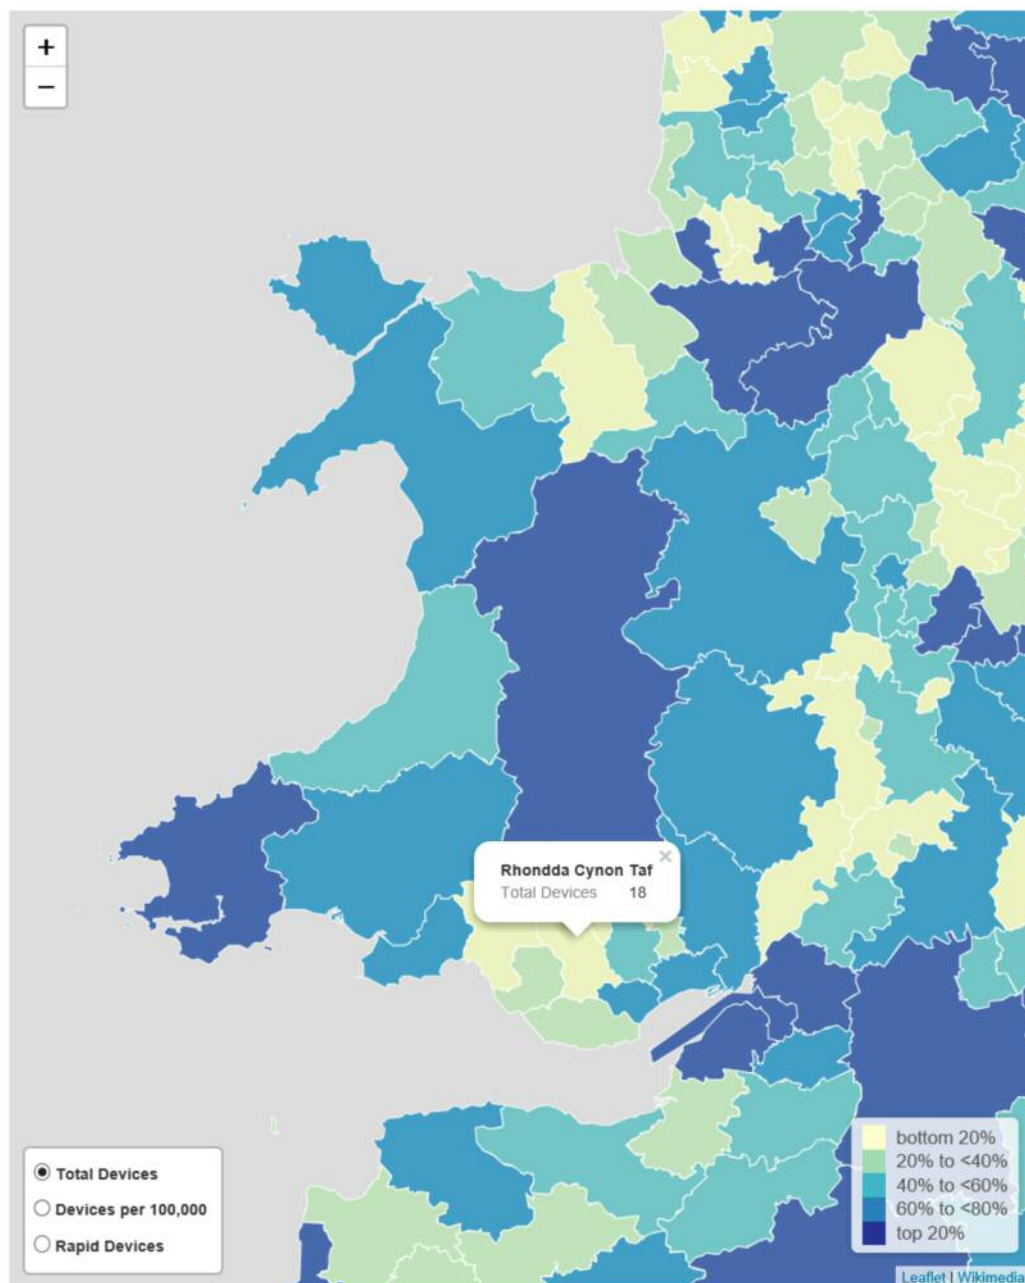 +
−
Rhondda Cynon Taf
×
Total Devices 18
Total Devices
Devices per 100,000
Rapid Devices
bottom 20%
20% to <40%
40% to <60%
60% to <80%
top 20%
Leaflet | Wikimedia